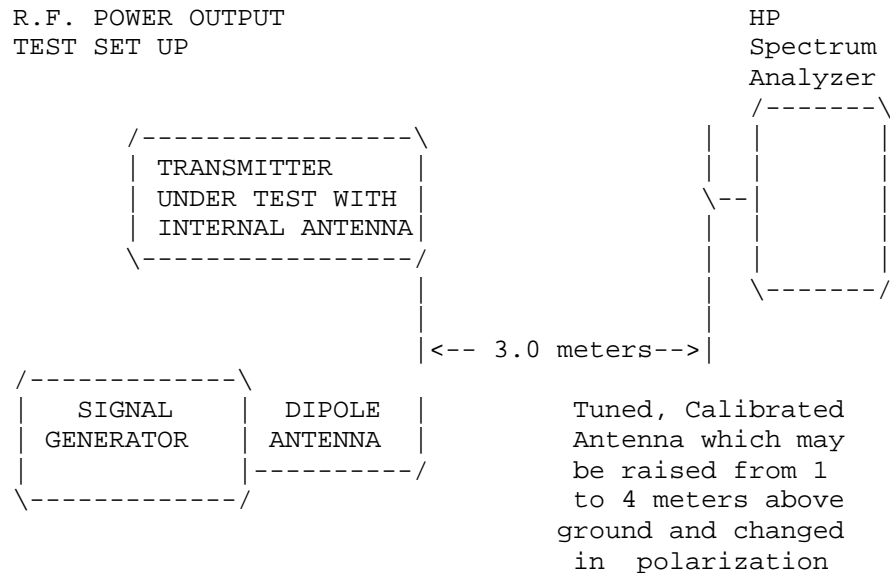 R.F. POWER OUTPUT
TEST SET UP
HP
Spectrum
Analyzer
TRANSMITTER
UNDER TEST WITH
INTERNAL ANTENNA
<-- 3.0 meters-->
SIGNAL
GENERATOR
DIPOLE
ANTENNA
Tuned, Calibrated
Antenna which may
be raised from 1
to 4 meters above
ground and changed
in polarization